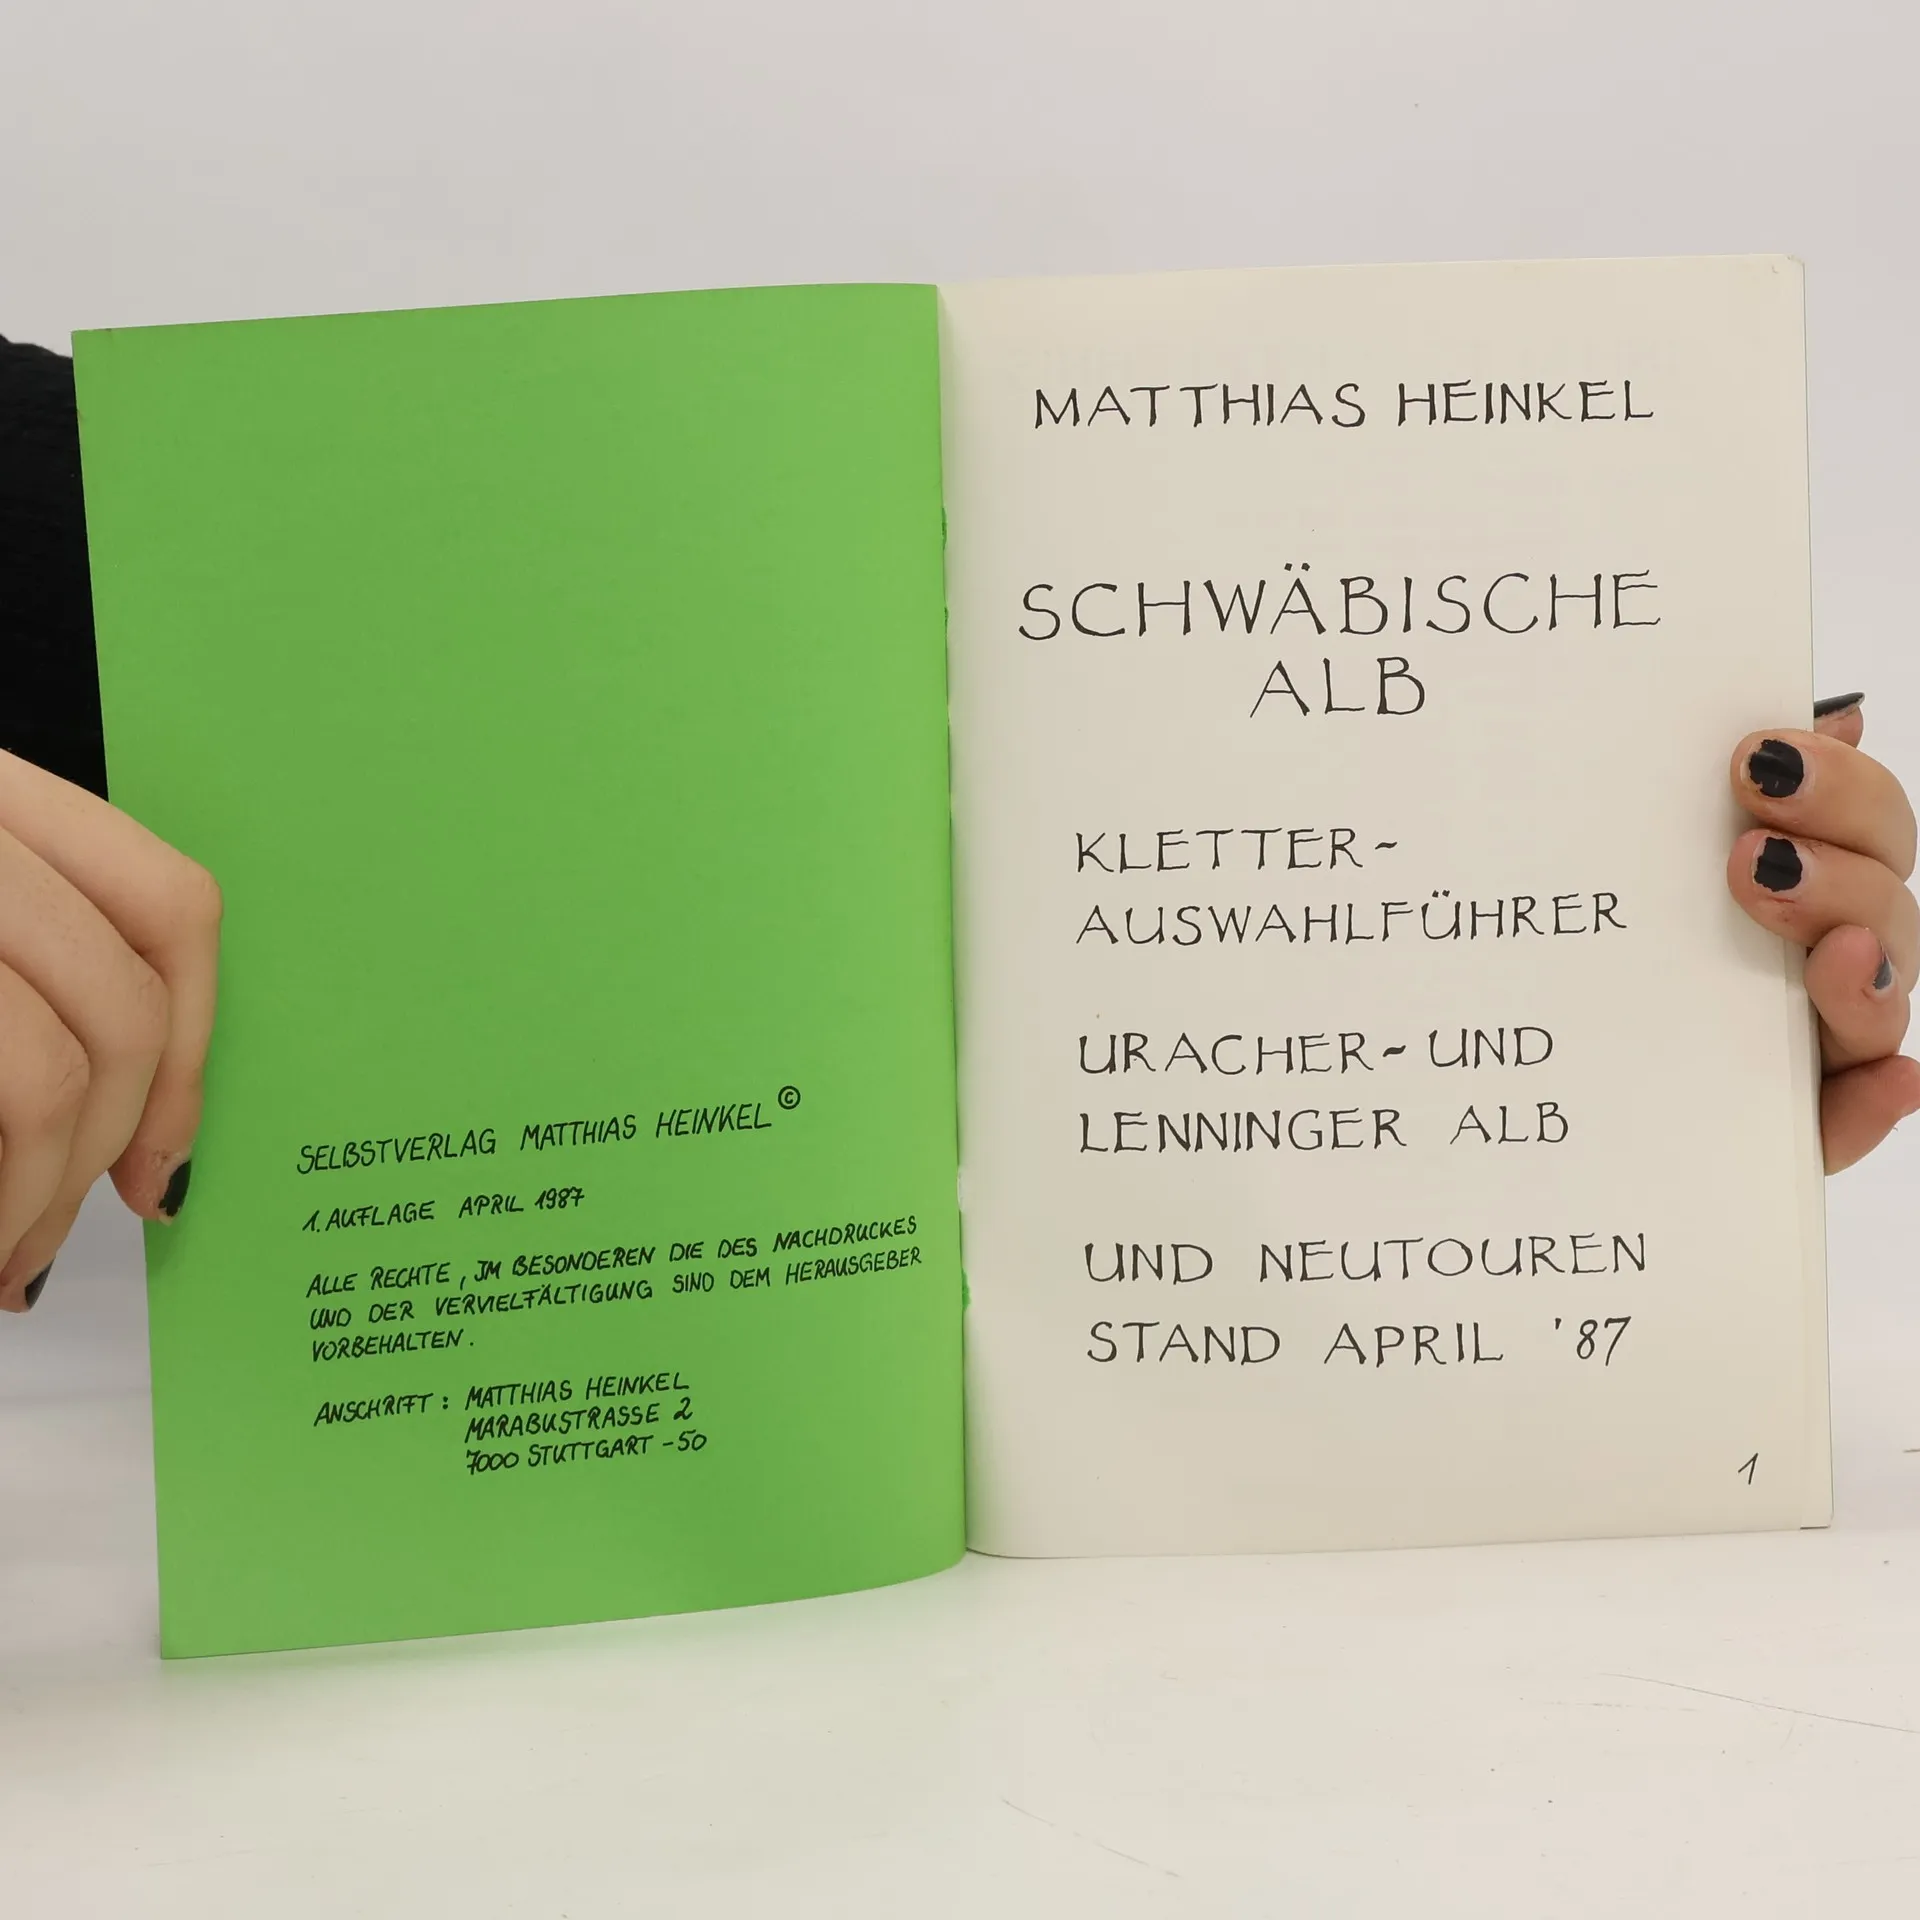 SELBSTVERLAG MATTHIAS HEINKEL ©
1. AUFLAGE APRIL 1987
ALLE RECHTE, IM BESONDEREN DIE DES NACHDRUCKES
UND DER VERVIELFÄLTIGUNG SIND DEM HERAUSGEBER
VORBEHALTEN.
ANSCHRIFT: MATTHIAS HEINKEL
MARABUSTRASSE 2
7000 STUTTGART -50
MATTHIAS HEINKEL
SCHWÄBISCHE
ALB
KLETTER-
AUSWAHLFÜHRER
URACHER- UND
LENNINGER ALB
UND NEUTOUREN
STAND APRIL '87
1